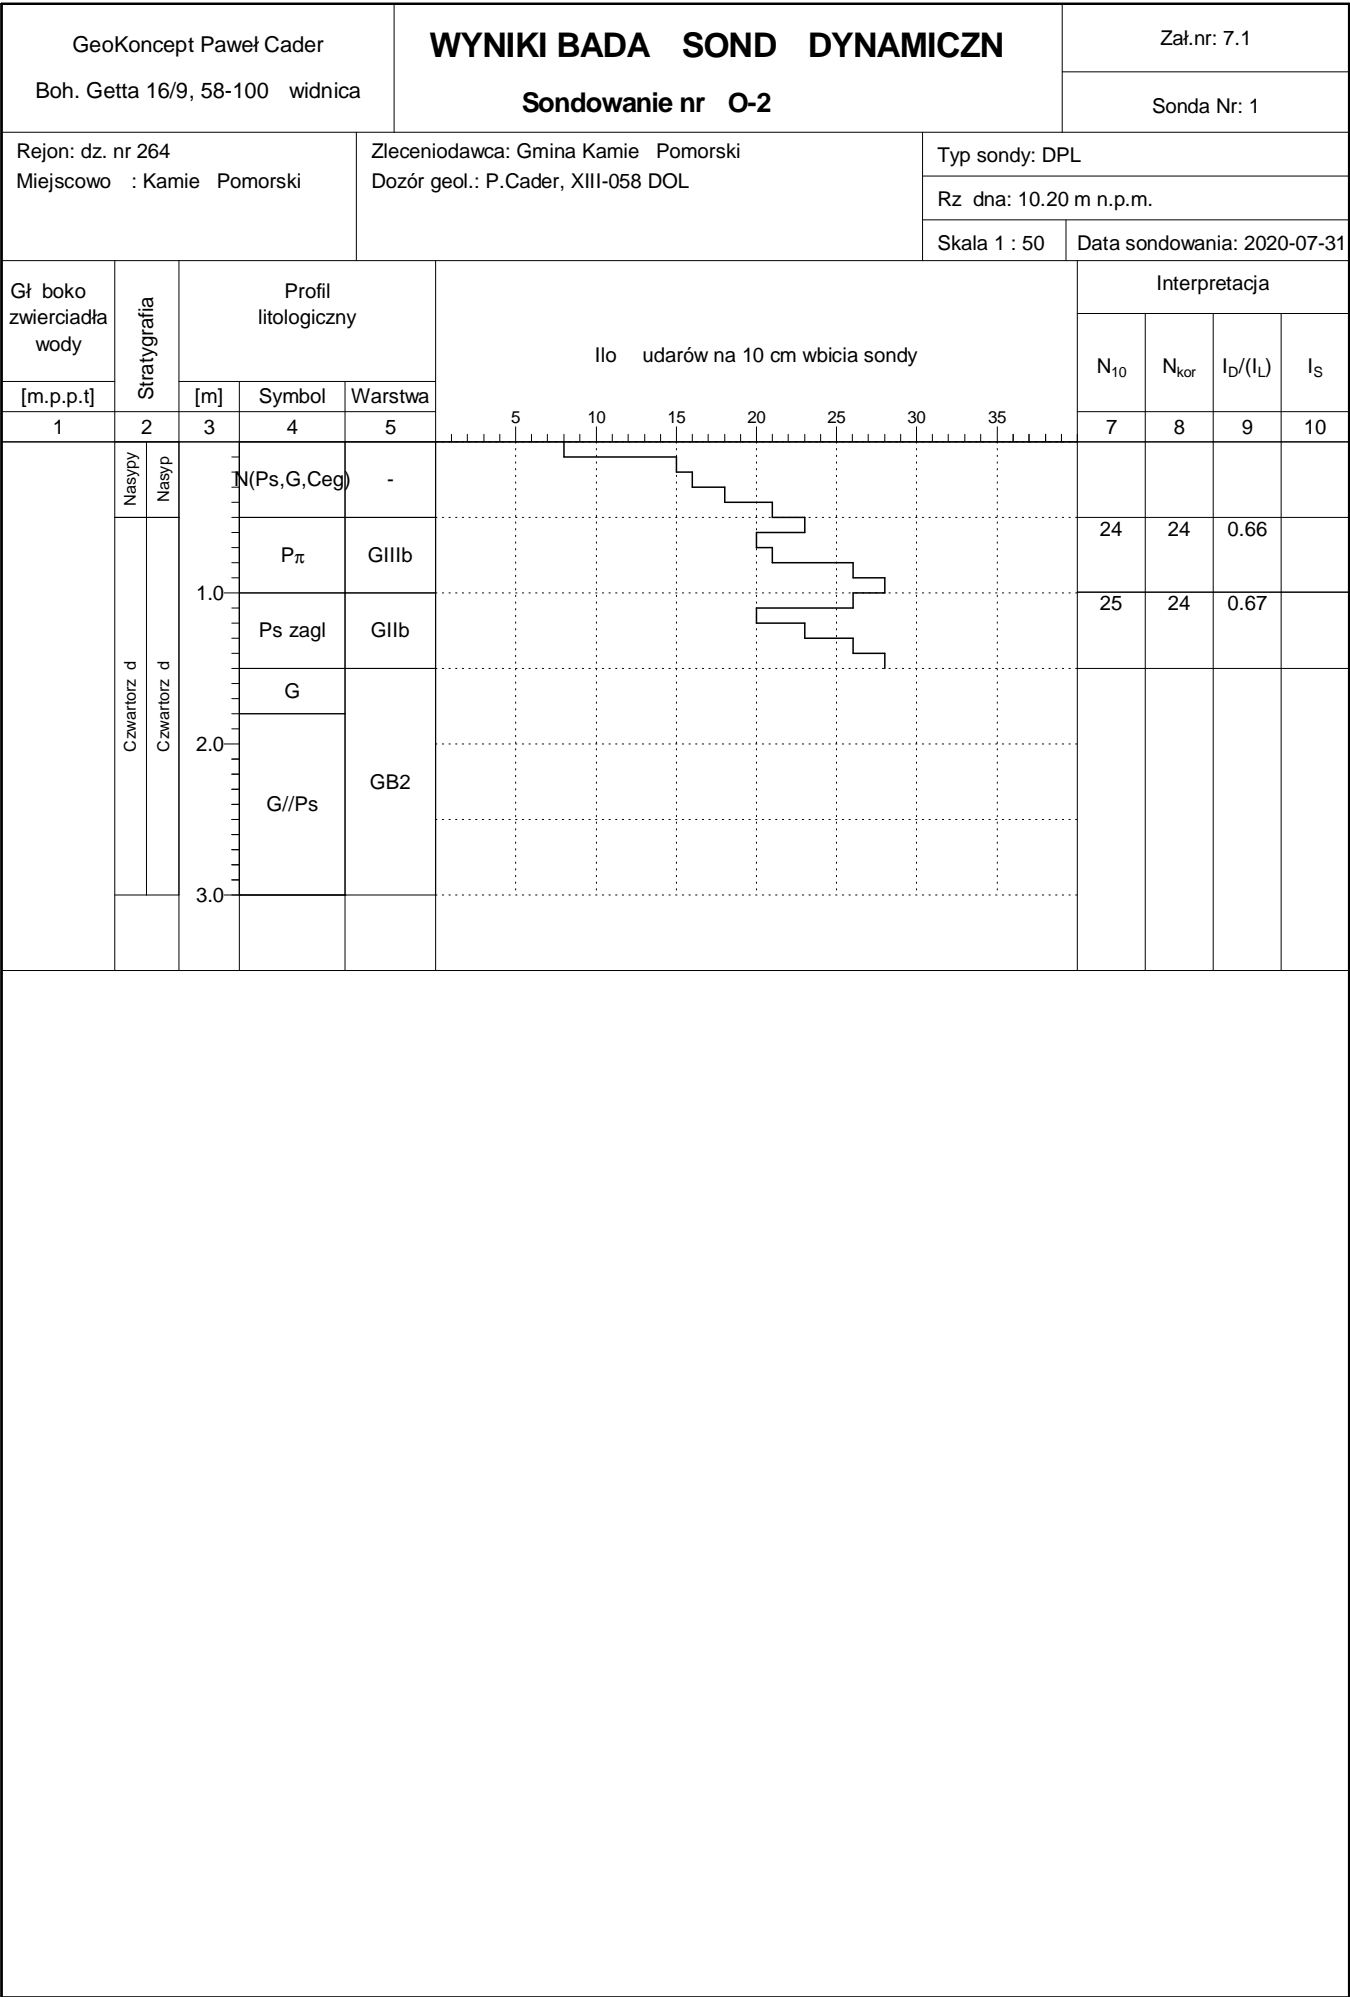 GeoKoncept Paweł Cader
Boh. Getta 16/9, 58-100 widnica
WYNIKI BADA SOND DYNAMICZN
Sondowanie nr O-2
Zał.nr: 7.1
Sonda Nr: 1
Rejon: dz. nr 264
Miejscowo : Kamie Pomorski
Zleceniodawca: Gmina Kamie Pomorski
Dozór geol.: P.Cader, XIII-058 DOL
Typ sondy: DPL
Rz dna: 10.20 m n.p.m.
Skala 1 : 50
Data sondowania: 2020-07-31
Gł boko
zwierciadła
wody
[m.p.p.t]
Stratygrafia
Profil
litologiczny
[m]
Symbol
Warstwa
Ilo udarów na 10 cm wbicia sondy
Interpretacja
N10
Nkor
ID/(IL)
IS
1
2
3
4
5
5 10 15 20 25 30 35
7
8
9
10
Nasypy
Nasyp
N(Ps,G,Ceg)
-
Pπ
GIIIb
24
24
0.66
1.0
Ps zagl
GIIb
25
24
0.67
Czwartorz d
Czwartorz d
G
2.0
GB2
G//Ps
3.0